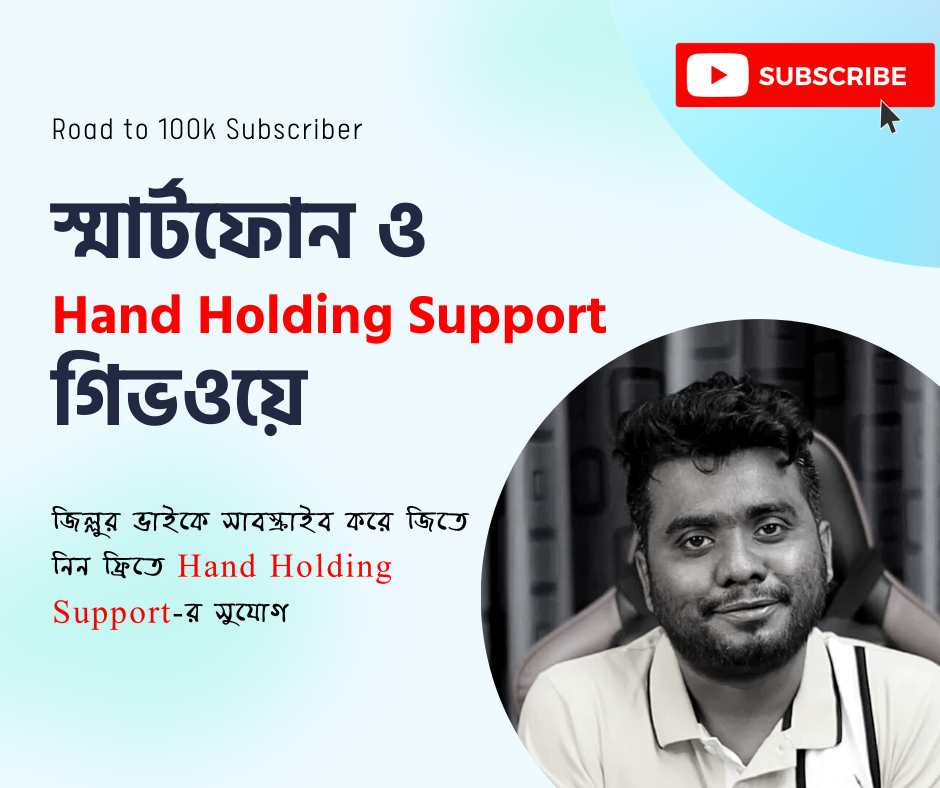 SUBSCRIBE
Road to 100k Subscriber
স্মার্টফোন ও
Hand Holding Support
গিভওয়ে
জিল্লুর ভাইকে সাবস্ক্রাইব করে জিতে
নিন ফ্রিতে Hand Holding
Support-র সুযোগ